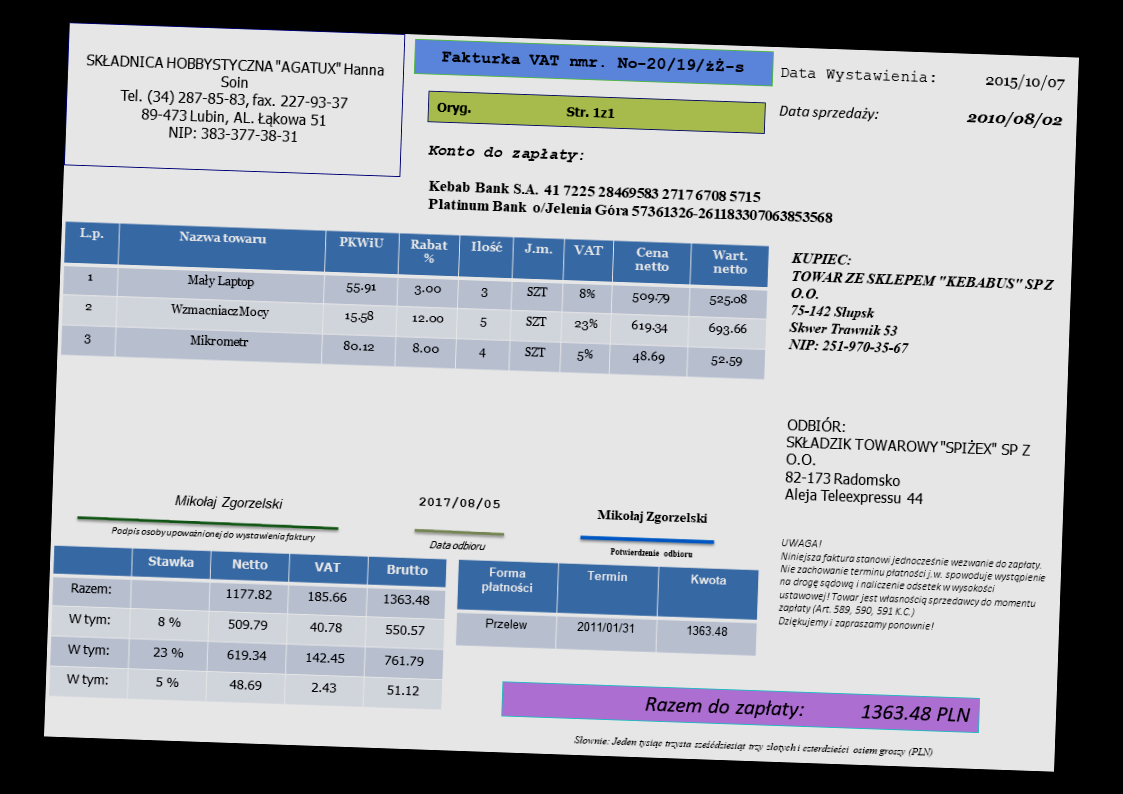 SKŁADNICA HOBBYSTYCZNA "AGATUX" Hanna
Soin
Tel. (34) 287-85-83, fax. 227-93-37
89-473 Lubin, AL. Łąkowa 51
NIP: 383-377-38-31
Fakturka VAT nmr. No-20/19/żŻ-s
Oryg. Str. 1z1
Data Wystawienia: 2015/10/07
Data sprzedaży: 2010/08/02
Konto do zapłaty:
Kebab Bank S.A. 41 7225 28469583 2717 6708 5715
Platinum Bank o/Jelenia Góra 57361326-261183307063853568
L.p. Nazwa towaru PKWiU Rabat % Ilość J.m. VAT Cena netto Wart. netto
1 Mały Laptop 55.91 3.00 3 SZT 8% 509.79 525.08
2 Wzmacniacz Mocy 15.58 12.00 5 SZT 23% 619.34 693.66
3 Mikrometr 80.12 8.00 4 SZT 5% 48.69 52.59
KUPIEC:
TOWAR ZE SKLEPEM "KEBABUS" SP Z
O.O.
75-142 Słupsk
Skwer Trawnik 53
NIP: 251-970-35-67
ODBIÓR:
SKŁADZIK TOWAROWY "SPIŻEX" SP Z
O.O.
82-173 Radomsko
Aleja Teleexpressu 44
Mikołaj Zgorzelski
Podpis osoby upoważnionej do wystawienia faktury
2017/08/05
Data odbioru
Mikołaj Zgorzelski
Potwierdzenie odbioru
Stawka Netto VAT Brutto
Razem: 1177.82 185.66 1363.48
W tym: 8 % 509.79 40.78 550.57
W tym: 23 % 619.34 142.45 761.79
W tym: 5 % 48.69 2.43 51.12
Forma płatności Termin Kwota
Przelew 2011/01/31 1363.48
UWAGA!
Niniejsza faktura stanowi jednocześnie wezwanie do zapłaty.
Nie zachowanie terminu płatności j.w. spowoduje wystąpienie
na drogę sądową i naliczenie odsetek w wysokości
ustawowej! Towar jest własnością sprzedawcy do momentu
zapłaty (Art. 589, 590, 591 K.C.)
Dziękujemy i zapraszamy ponownie!
Razem do zapłaty: 1363.48 PLN
Słownie: Jeden tysiąc trzysta sześćdziesiąt trzy złotych i czterdzieści osiem groszy (PLN)